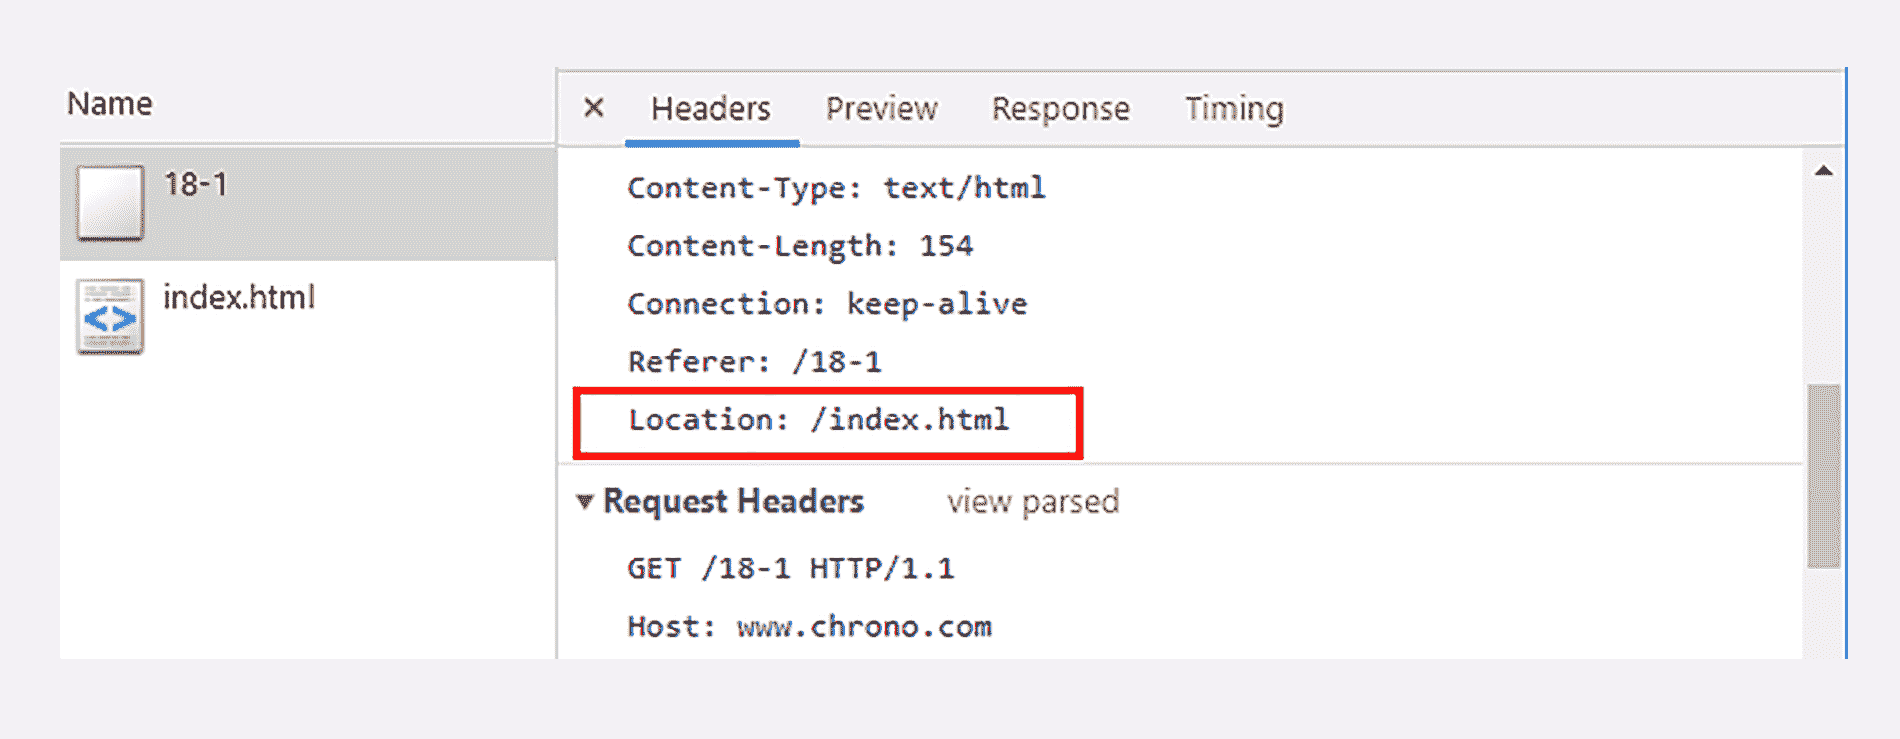 Name
18-1
index.html
× Headers Preview Response Timing
Content-Type: text/html
Content-Length: 154
Connection: keep-alive
Referer: /18-1
Location: /index.html
▼ Request Headers view parsed
GET /18-1 HTTP/1.1
Host: www.chrono.com